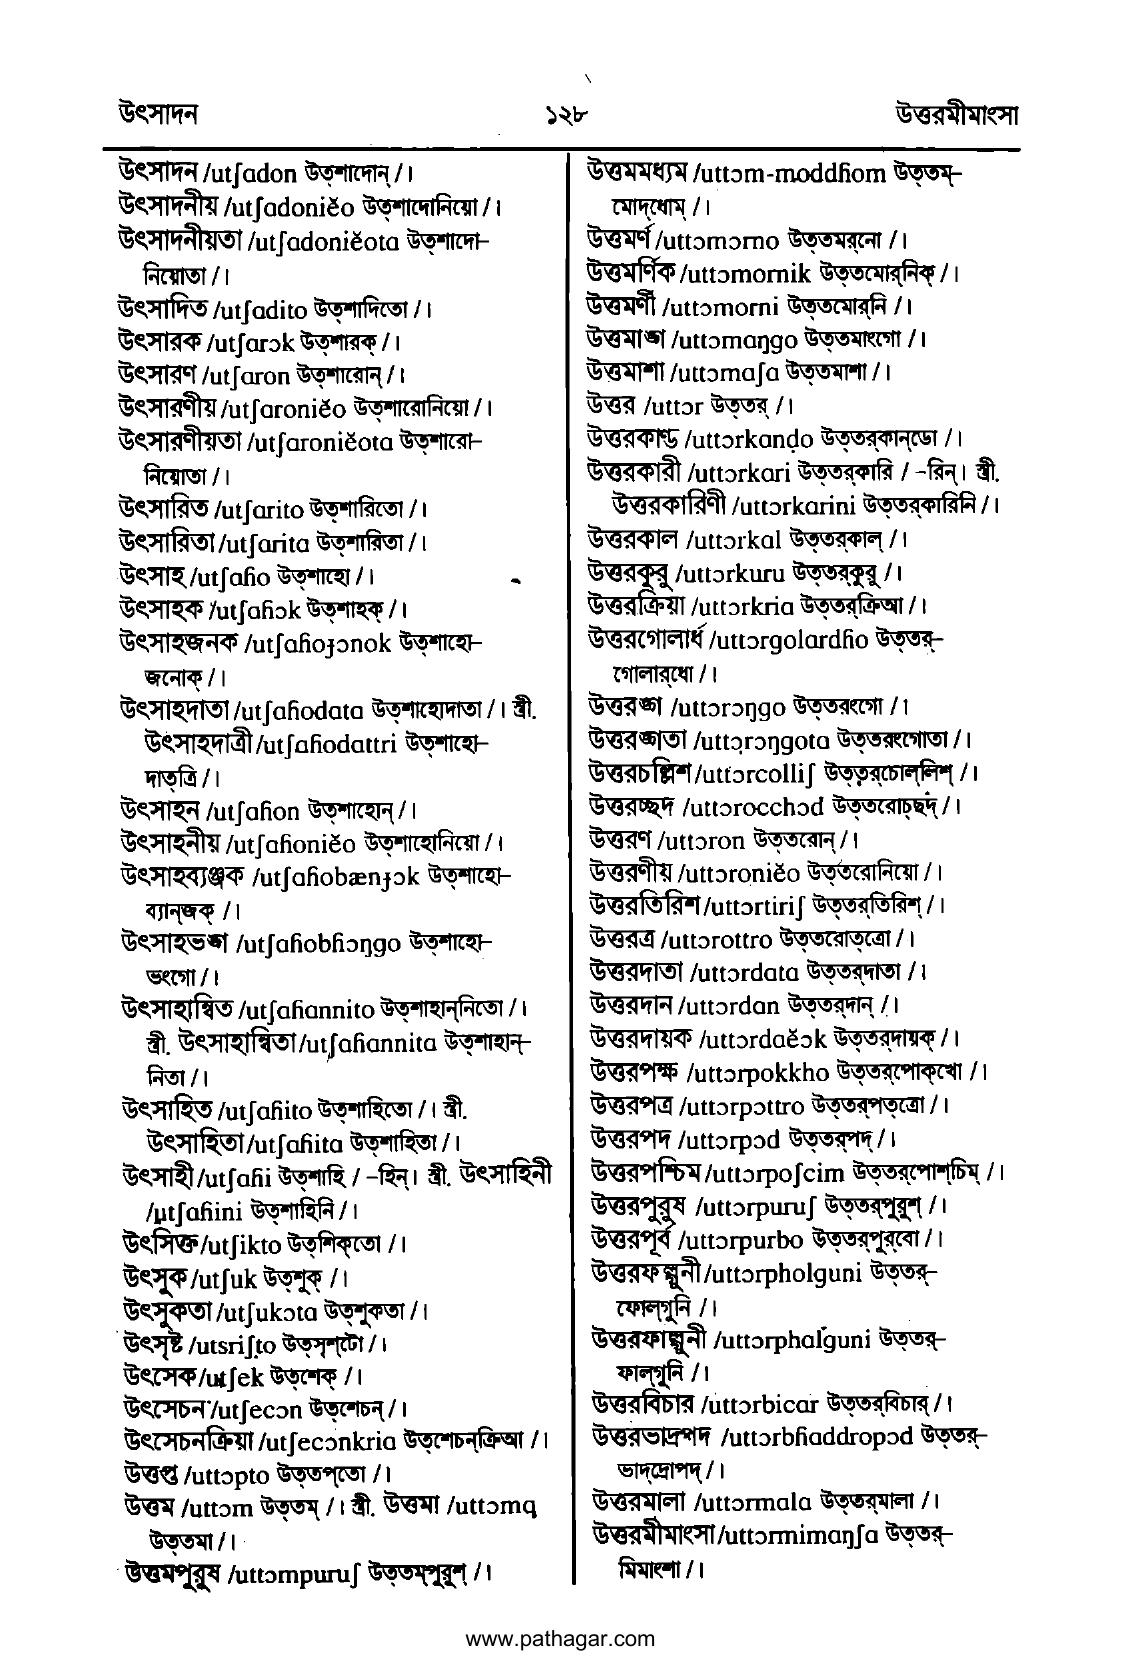 উৎসাদন ১২৮ উত্তরমীমাংসা
উৎসাদন /utʃadon উত্‌শাদোন্‌ / ।
উৎসাদনীয় /utʃadoniĕo উত্‌শাদোনিয়ো / ।
উৎসাদনীয়তা /utʃadoniĕota উত্‌শাদো–
নিয়োতা / ।
উৎসাদিত /utʃadito উত্‌শাদিতো / ।
উৎসারক /utʃarɔk উত্‌শারক্‌ / ।
উৎসারণ /utʃaron উত্‌শারোন্‌ / ।
উৎসারণীয় /utʃaroniĕo উত্‌শারোনিয়ো / ।
উৎসারণীয়তা /utʃaroniĕota উত্‌শারো–
নিয়োতা / ।
উৎসারিত /utʃarito উত্‌শারিতো / ।
উৎসারিতা /utʃarita উত্‌শারিতা / ।
উৎসাহ /utʃaɦo উত্‌শাহো / ।
উৎসাহক /utʃaɦɔk উত্‌শাহক্‌ / ।
উৎসাহজনক /utʃaɦoɟɔnok উত্‌শাহো–
জনোক্‌ / ।
উৎসাহদাতা /utʃaɦodata উত্‌শাহোদাতা / । স্ত্রী.
উৎসাহদাত্রী /utʃaɦodattri উত্‌শাহো–
দাত্‌ত্রি / ।
উৎসাহন /utʃaɦon উত্‌শাহোন্‌ / ।
উৎসাহনীয় /utʃaɦoniĕo উত্‌শাহোনিয়ো / ।
উৎসাহব্যঞ্জক /utʃaɦobænɟɔk উত্‌শাহো–
ব্যান্‌জক্‌ / ।
উৎসাহভঙ্গ /utʃaɦobɦɔŋgo উত্‌শাহো–
ভংগো / ।
উৎসাহান্বিত /utʃaɦannito উত্‌শাহান্‌নিতো / ।
স্ত্রী. উৎসাহান্বিতা /utʃaɦannita উত্‌শাহান্‌–
নিতা / ।
উৎসাহিত /utʃaɦito উত্‌শাহিতো / । স্ত্রী.
উৎসাহিতা /utʃaɦita উত্‌শাহিতা / ।
উৎসাহী /utʃaɦi উত্‌শাহি / –হিন্‌ । স্ত্রী. উৎসাহিনী
/utʃaɦini উত্‌শাহিনি / ।
উৎসিক্ত /utʃikto উত্‌শিক্‌তো / ।
উৎসুক /utʃuk উত্‌শুক্‌ / ।
উৎসুকতা /utʃukɔta উত্‌শুকতা / ।
উৎসৃষ্ট /utsriʃto উত্‌সৃশ্‌টো / ।
উৎসেক /utʃek উত্‌শেক্‌ / ।
উৎসেচন /utʃecɔn উত্‌শেচন্‌ / ।
উৎসেচনক্রিয়া /utʃecɔnkria উত্‌শেচন্‌ক্রিআ / ।
উত্তপ্ত /uttɔpto উত্‌তপ্‌তো / ।
উত্তম /uttɔm উত্‌তম্‌ / । স্ত্রী. উত্তমা /uttɔma
উত্‌তমা / ।
উত্তমপুরুষ /uttɔmpuruʃ উত্‌তম্‌পুরুশ্‌ / ।
উত্তমমধ্যম /uttɔm-moddɦom উত্‌তম্‌–
মোদ্‌ধোম্‌ / ।
উত্তমর্ণ /uttɔmɔrno উত্‌তমর্‌নো / ।
উত্তমর্ণিক /uttɔmornik উত্‌তমোর্‌নিক্‌ / ।
উত্তমর্ণী /uttɔmorni উত্‌তমোর্‌নি / ।
উত্তমাঙ্গ /uttɔmaŋgo উত্‌তমাংগো / ।
উত্তমাশা /uttɔmaʃa উত্‌তমাশা / ।
উত্তর /uttɔr উত্‌তর্‌ / ।
উত্তরকাণ্ড /uttɔrkanḍo উত্‌তর্‌কান্‌ডো / ।
উত্তরকারী /uttɔrkari উত্‌তর্‌কারি / –রিন্‌ । স্ত্রী.
উত্তরকারিণী /uttɔrkarini উত্‌তর্‌কারিনি / ।
উত্তরকাল /uttɔrkal উত্‌তর্‌কাল্‌ / ।
উত্তরকুরু /uttɔrkuru উত্‌তর্‌কুরু / ।
উত্তরক্রিয়া /uttɔrkria উত্‌তর্‌ক্রিআ / ।
উত্তরগোলার্ধ /uttɔrgolardɦo উত্‌তর্‌–
গোলার্‌ধো / ।
উত্তরঙ্গ /uttɔrɔŋgo উত্‌তরংগো / ।
উত্তরঙ্গতা /uttɔrɔŋgota উত্‌তরংগোতা / ।
উত্তরচল্লিশ /uttɔrcolliʃ উত্‌তর্‌চোল্‌লিশ্‌ / ।
উত্তরচ্ছদ /uttɔrocchɔd উত্‌তরোচ্‌ছদ্‌ / ।
উত্তরণ /uttɔron উত্‌তরোন্‌ / ।
উত্তরণীয় /uttɔroniĕo উত্‌তরোনিয়ো / ।
উত্তরতিরিশ /uttɔrtiriʃ উত্‌তর্‌তিরিশ্‌ / ।
উত্তরত্র /uttɔrottro উত্‌তরোত্‌ত্রো / ।
উত্তরদাতা /uttɔrdata উত্‌তর্‌দাতা / ।
উত্তরদান /uttɔrdan উত্‌তর্‌দান্‌ / ।
উত্তরদায়ক /uttɔrdaĕɔk উত্‌তর্‌দায়ক্‌ / ।
উত্তরপক্ষ /uttɔrpokkho উত্‌তর্‌পোক্‌খো / ।
উত্তরপত্র /uttɔrpɔttro উত্‌তর্‌পত্‌ত্রো / ।
উত্তরপদ /uttɔrpɔd উত্‌তর্‌পদ্‌ / ।
উত্তরপশ্চিম /uttɔrpoʃcim উত্‌তর্‌পোশ্‌চিম্‌ / ।
উত্তরপুরুষ /uttɔrpuruʃ উত্‌তর্‌পুরুশ্‌ / ।
উত্তরপূর্ব /uttɔrpurbo উত্‌তর্‌পুর্‌বো / ।
উত্তরফল্গুনী /uttɔrpholguni উত্‌তর্‌–
ফোল্‌গুনি / ।
উত্তরফাল্গুনী /uttɔrphalguni উত্‌তর্‌–
ফাল্‌গুনি / ।
উত্তরবিচার /uttɔrbicar উত্‌তর্‌বিচার্‌ / ।
উত্তরভাদ্রপদ /uttɔrbɦaddropɔd উত্‌তর্‌–
ভাদ্‌দ্রোপদ্‌ / ।
উত্তরমালা /uttɔrmala উত্‌তর্‌মালা / ।
উত্তরমীমাংসা /uttɔrmimaŋʃa উত্‌তর্‌–
মিমাংশা / ।
www.pathagar.com